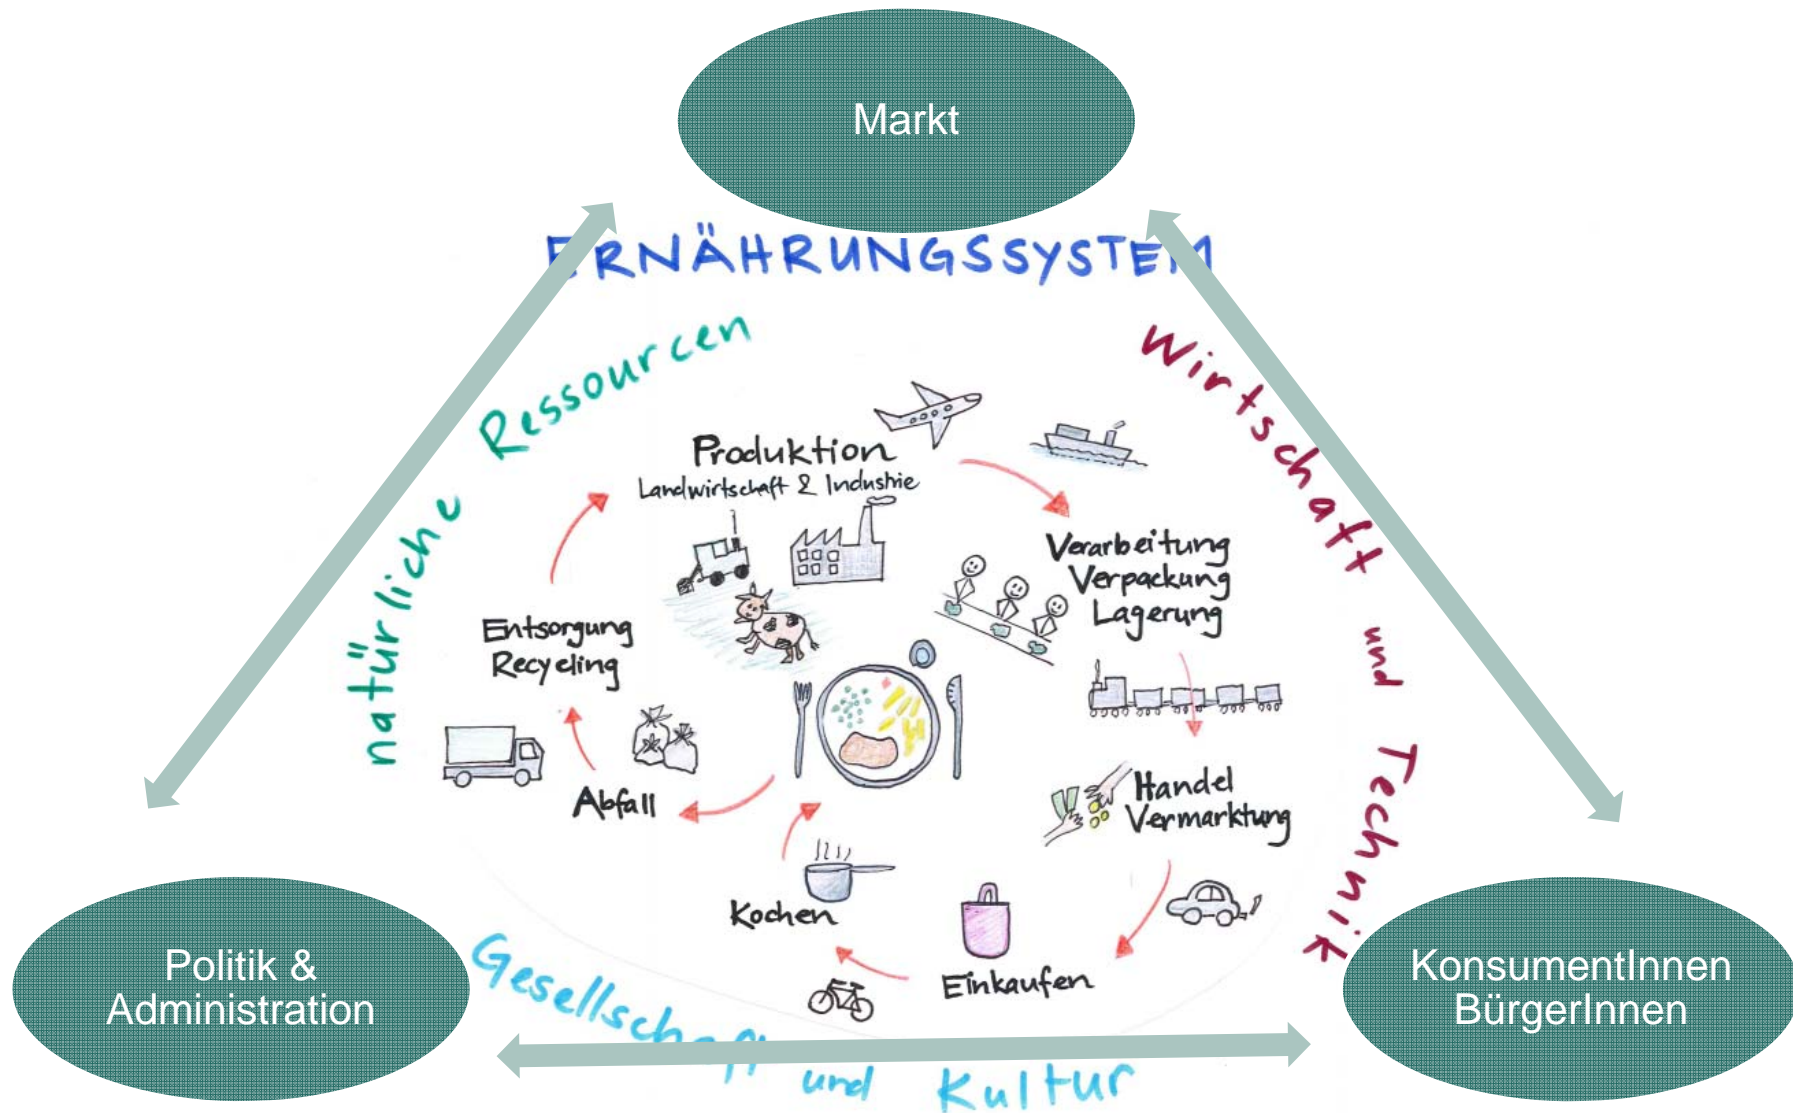 Markt
ERNÄHRUNGSSYSTEM
natürliche Ressourcen
Wirtschaft und Technik
Produktion
Landwirtschaft & Industrie
Verarbeitung
Verpackung
Lagerung
Entsorgung
Recycling
Handel
Vermarktung
Abfall
Kochen
Einkaufen
Politik &
Administration
KonsumentInnen
BürgerInnen
Gesellschaft und Kultur